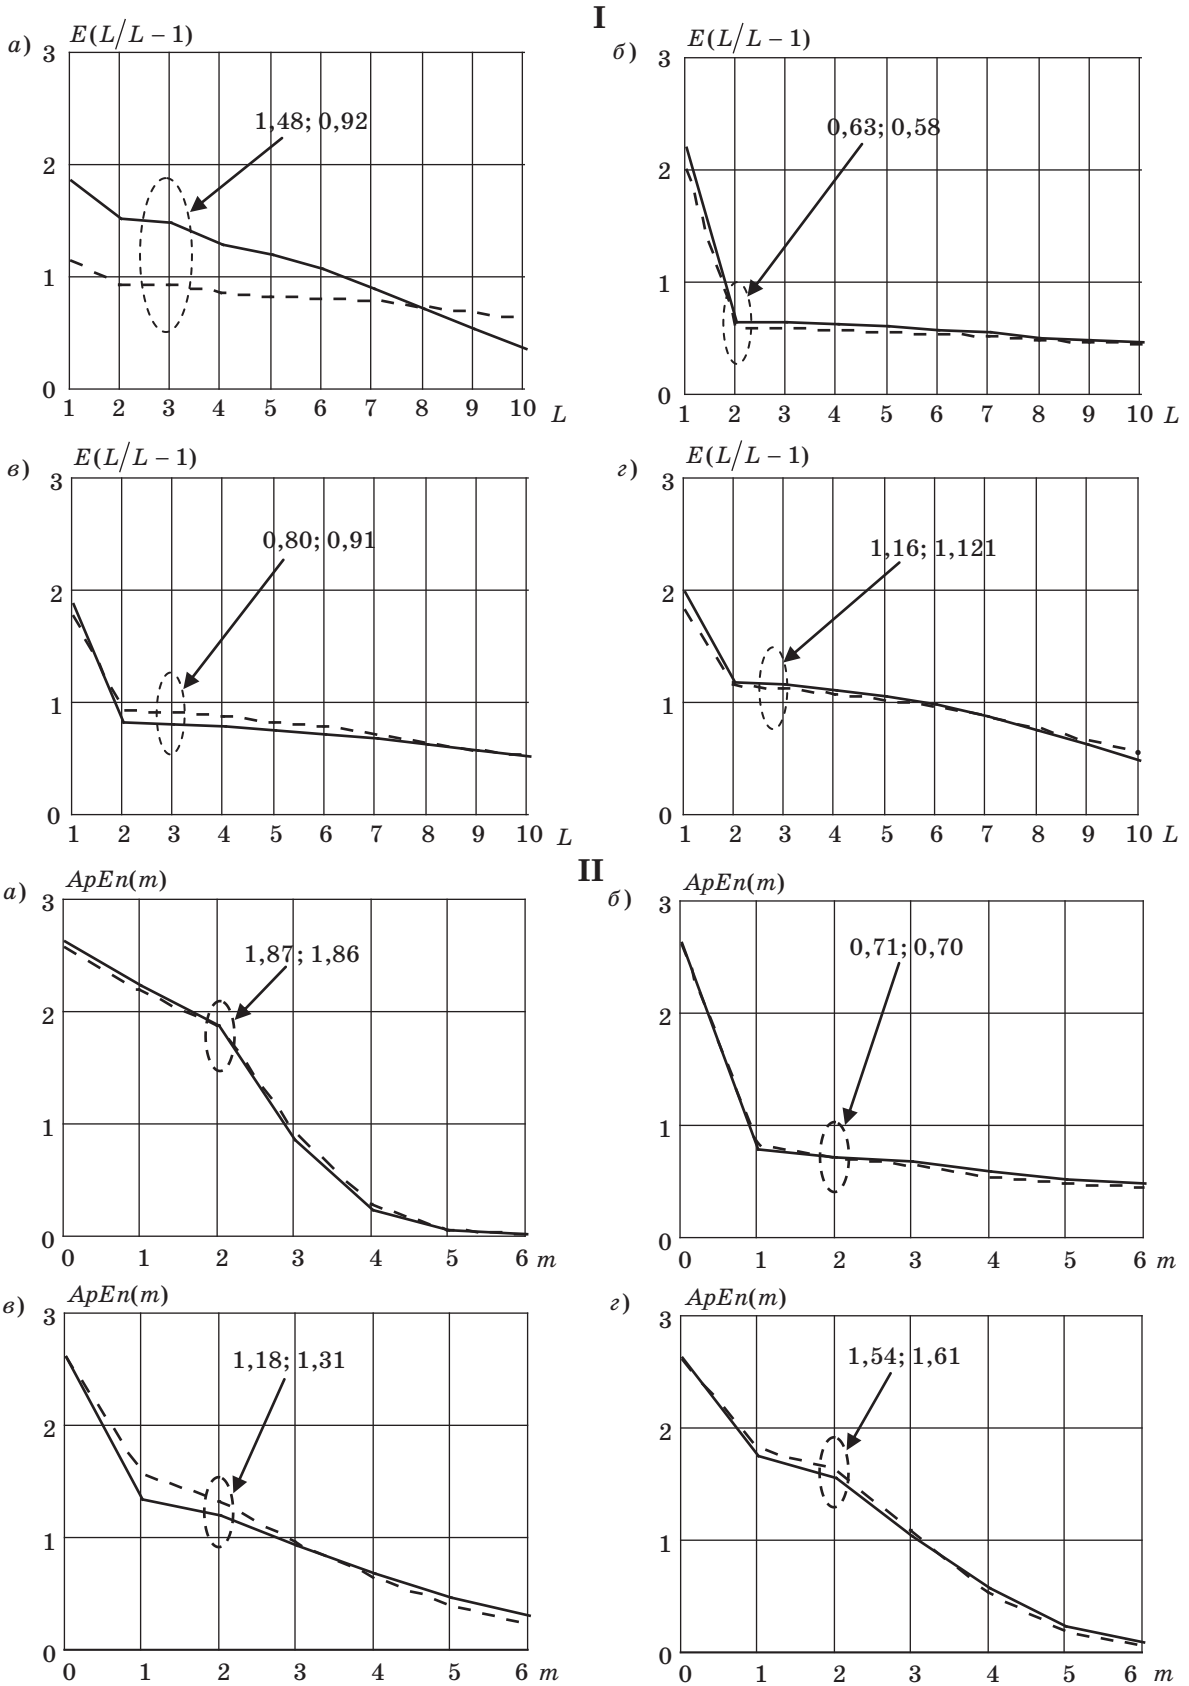 I
а) E(L/L – 1)
3
2
1
0
1,48; 0,92
1 2 3 4 5 6 7 8 9 10 L
б) E(L/L – 1)
3
2
1
0
0,63; 0,58
1 2 3 4 5 6 7 8 9 10 L
в) E(L/L – 1)
3
2
1
0
0,80; 0,91
1 2 3 4 5 6 7 8 9 10 L
г) E(L/L – 1)
3
2
1
0
1,16; 1,121
1 2 3 4 5 6 7 8 9 10 L
II
а) ApEn(m)
3
2
1
0
1,87; 1,86
0 1 2 3 4 5 6 m
б) ApEn(m)
3
2
1
0
0,71; 0,70
0 1 2 3 4 5 6 m
в) ApEn(m)
3
2
1
0
1,18; 1,31
0 1 2 3 4 5 6 m
г) ApEn(m)
3
2
1
0
1,54; 1,61
0 1 2 3 4 5 6 m